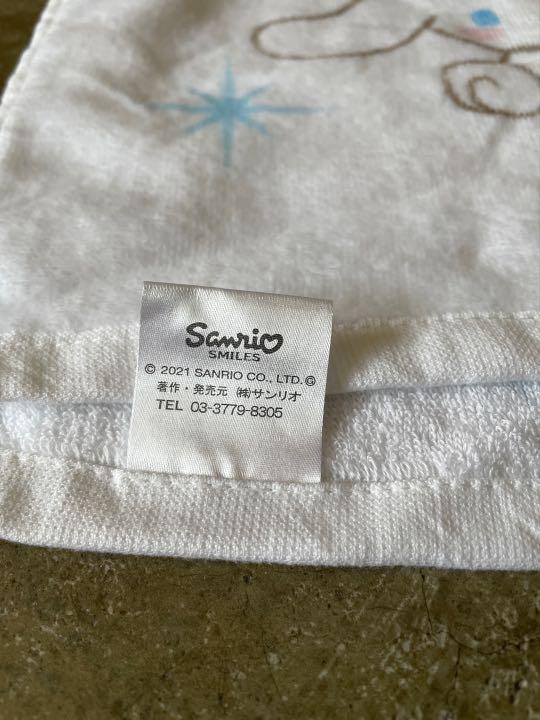 Sanrio
SMILES
© 2021 SANRIO CO., LTD. Ⓖ
著作・発売元 ㈱サンリオ
TEL 03-3779-8305